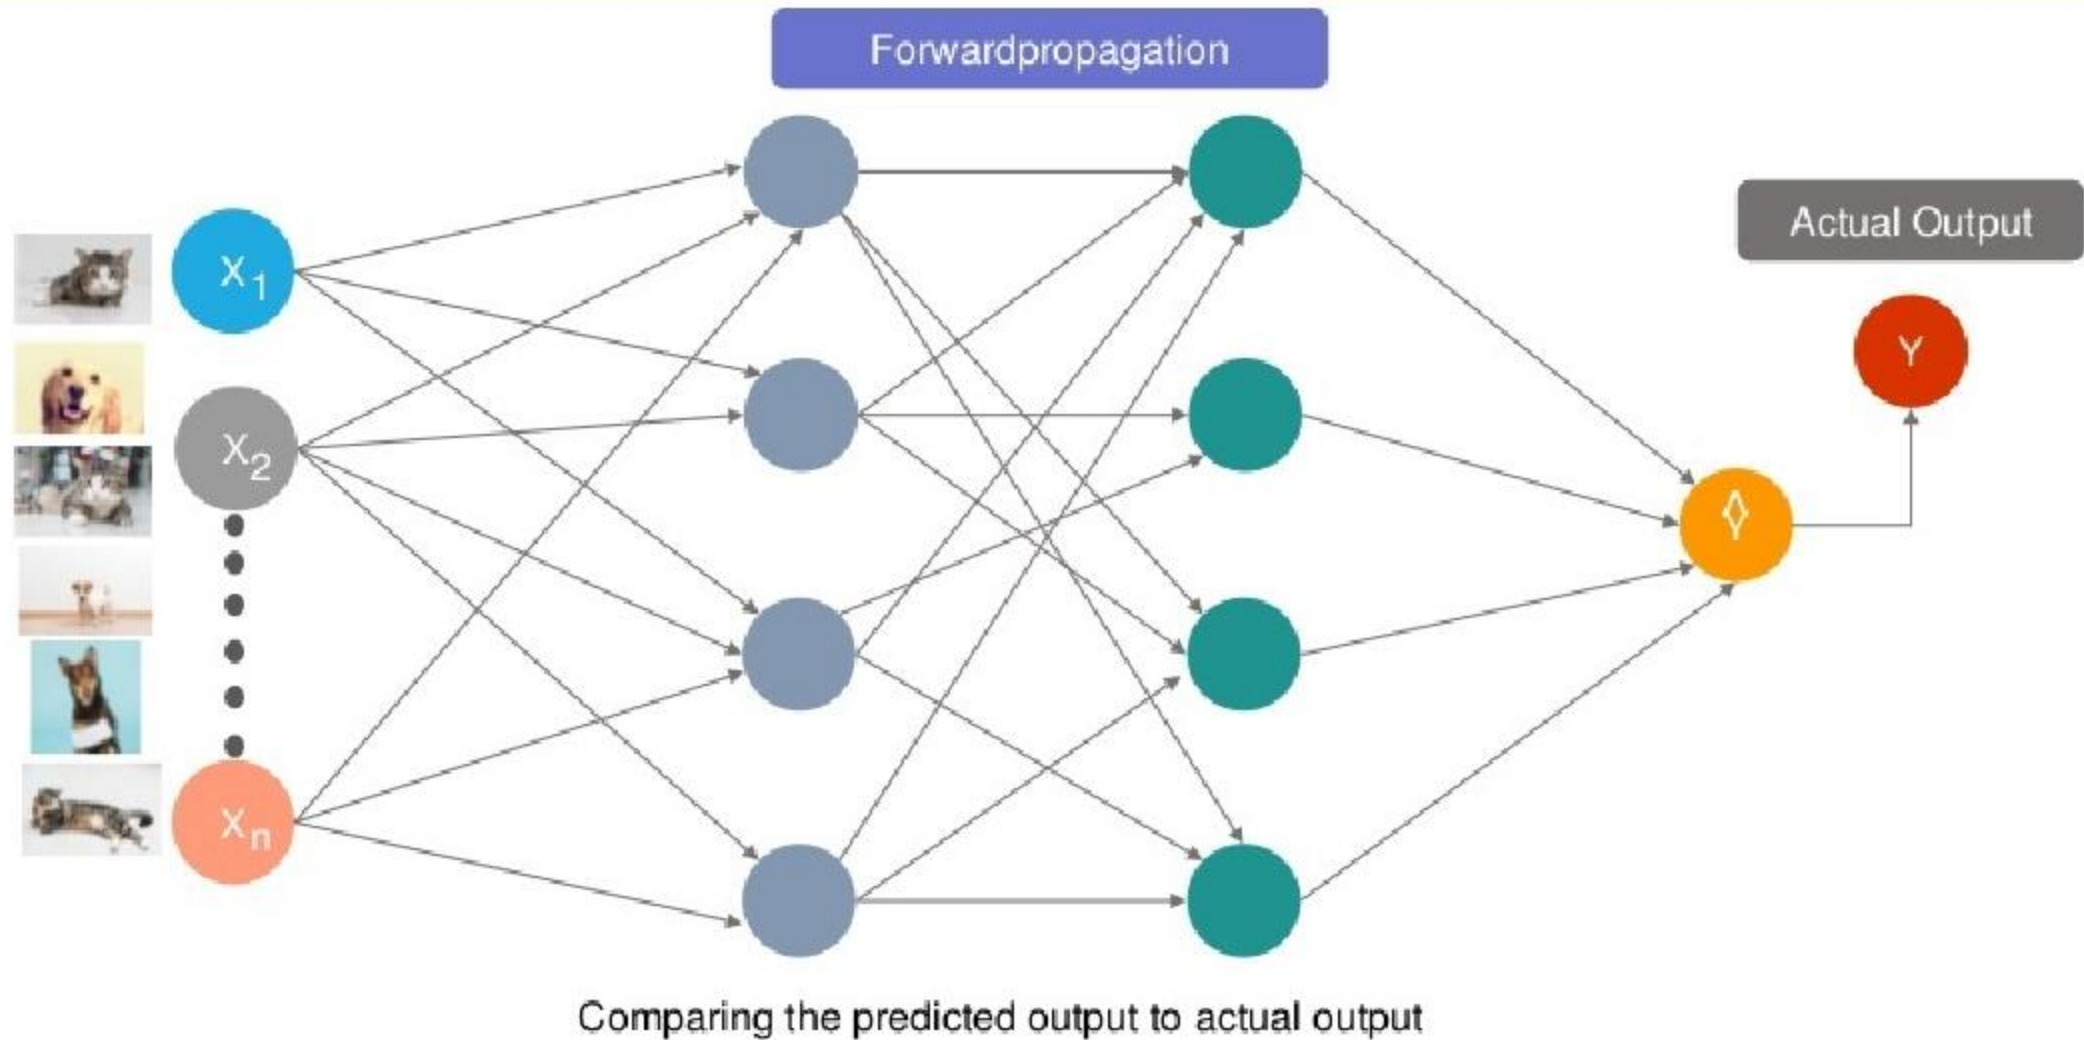 Forwardpropagation
Actual Output
X1
Y
X2
Ŷ
Xn
Comparing the predicted output to actual output